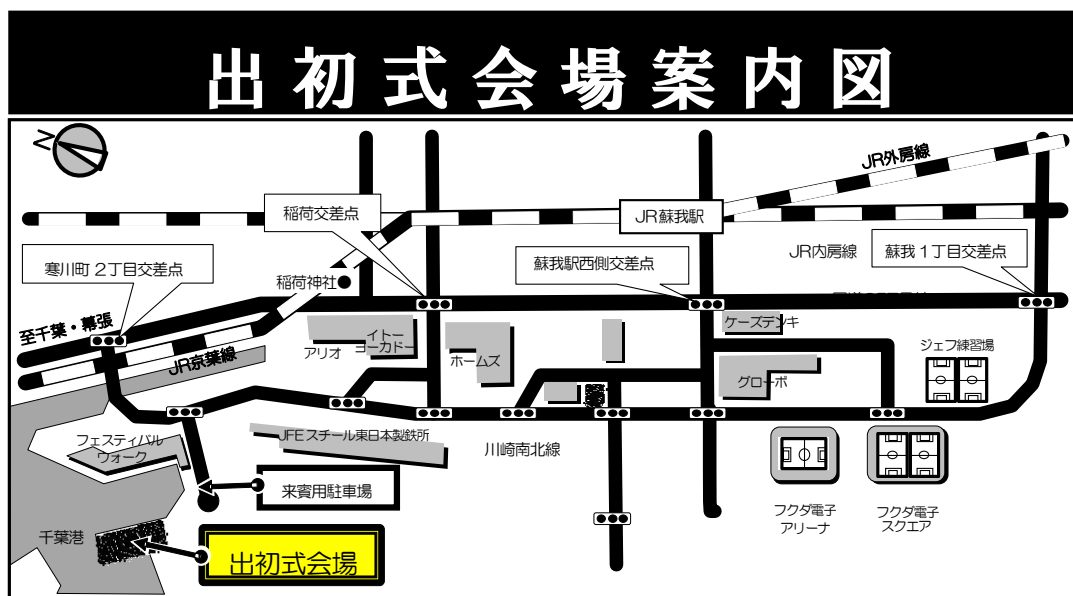 出初式会場案内図
N
JR外房線
稲荷交差点
JR蘇我駅
寒川町2丁目交差点
稲荷神社
蘇我駅西側交差点
JR内房線
蘇我1丁目交差点
至千葉・幕張
JR京葉線
アリオ
イトー
ヨーカドー
ホームズ
ケーズデンキ
グローボ
ジェフ練習場
フェスティバル
ウォーク
JFEスチール東日本製鉄所
川崎南北線
来賓用駐車場
フクダ電子
アリーナ
フクダ電子
スクエア
千葉港
出初式会場